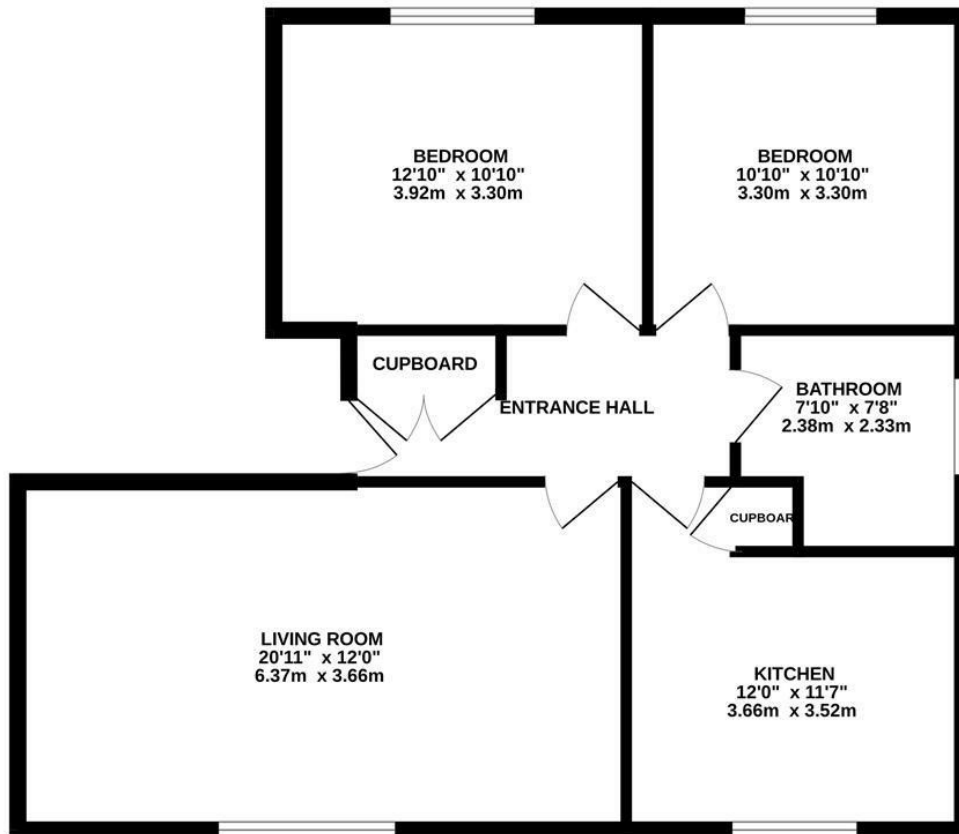 BEDROOM
12'10" x 10'10"
3.92m x 3.30m
BEDROOM
10'10" x 10'10"
3.30m x 3.30m
CUPBOARD
ENTRANCE HALL
BATHROOM
7'10" x 7'8"
2.38m x 2.33m
CUPBOAR
LIVING ROOM
20'11" x 12'0"
6.37m x 3.66m
KITCHEN
12'0" x 11'7"
3.66m x 3.52m